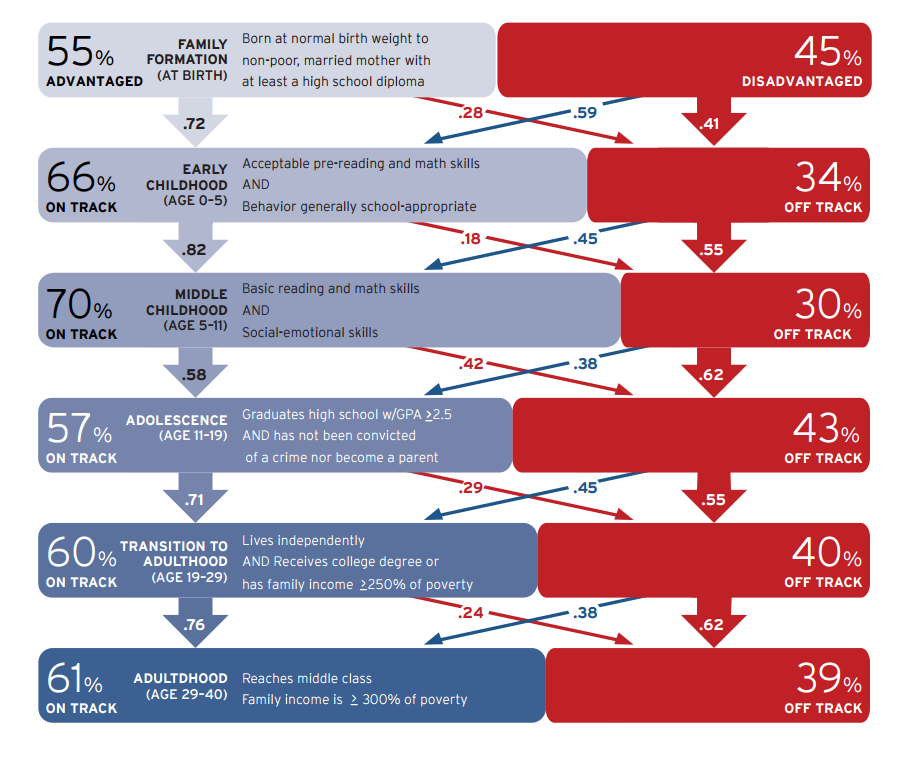 55%
ADVANTAGED
FAMILY
FORMATION
(AT BIRTH)
Born at normal birth weight to
non-poor, married mother with
at least a high school diploma
45%
DISADVANTAGED
.72
.28
.59
.41
66%
ON TRACK
EARLY
CHILDHOOD
(AGE 0-5)
Acceptable pre-reading and math skills
AND
Behavior generally school-appropriate
34%
OFF TRACK
.82
.18
.45
.55
70%
ON TRACK
MIDDLE
CHILDHOOD
(AGE 5-11)
Basic reading and math skills
AND
Social-emotional skills
30%
OFF TRACK
.58
.42
.38
.62
57%
ON TRACK
ADOLESCENCE
(AGE 11-19)
Graduates high school w/GPA ≥2.5
AND has not been convicted
of a crime nor become a parent
43%
OFF TRACK
.71
.29
.45
.55
60%
ON TRACK
TRANSITION TO
ADULTHOOD
(AGE 19-29)
Lives independently
AND Receives college degree or
has family income ≥250% of poverty
40%
OFF TRACK
.76
.24
.38
.62
61%
ON TRACK
ADULTDHOOD
(AGE 29-40)
Reaches middle class
Family income is ≥ 300% of poverty
39%
OFF TRACK